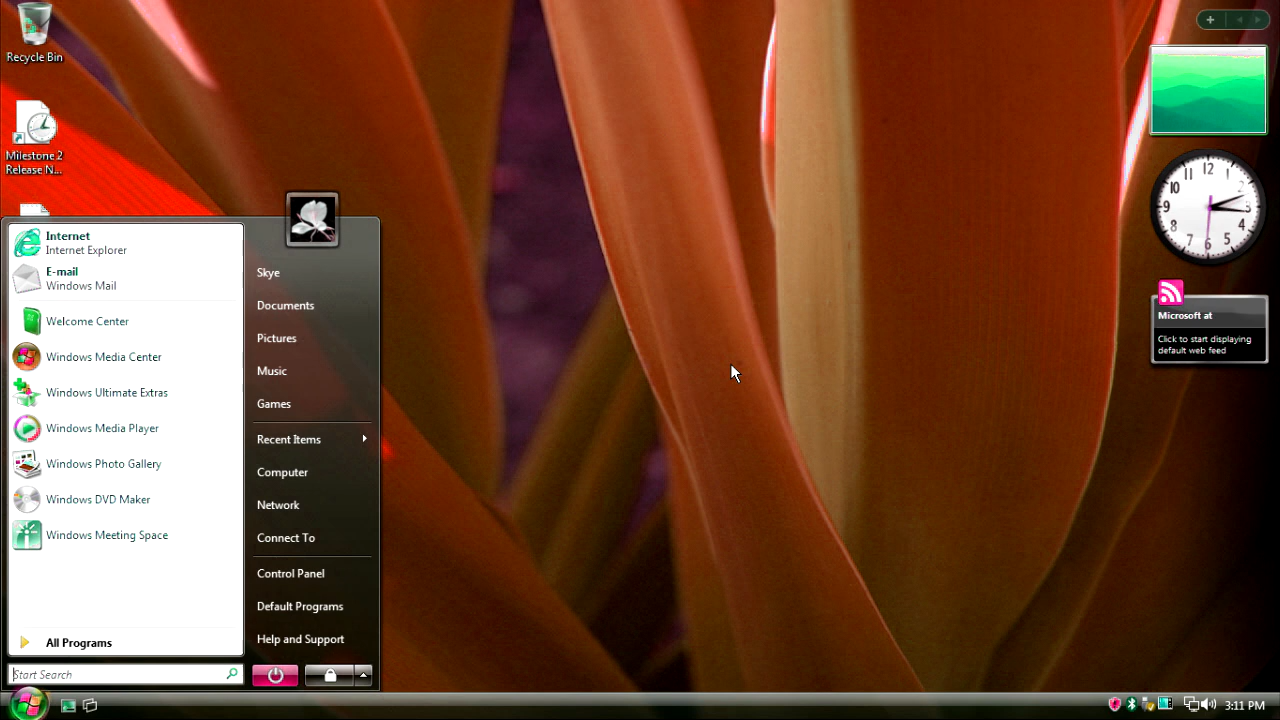 Recycle Bin
Milestone 2
Release N...
Internet
Internet Explorer
E-mail
Windows Mail
Welcome Center
Windows Media Center
Windows Ultimate Extras
Windows Media Player
Windows Photo Gallery
Windows DVD Maker
Windows Meeting Space
All Programs
Start Search
Skye
Documents
Pictures
Music
Games
Recent Items
Computer
Network
Connect To
Control Panel
Default Programs
Help and Support
11 12 1
10 2
9 3
8 4
7 6 5
Microsoft at
Click to start displaying
default web feed
3:11 PM